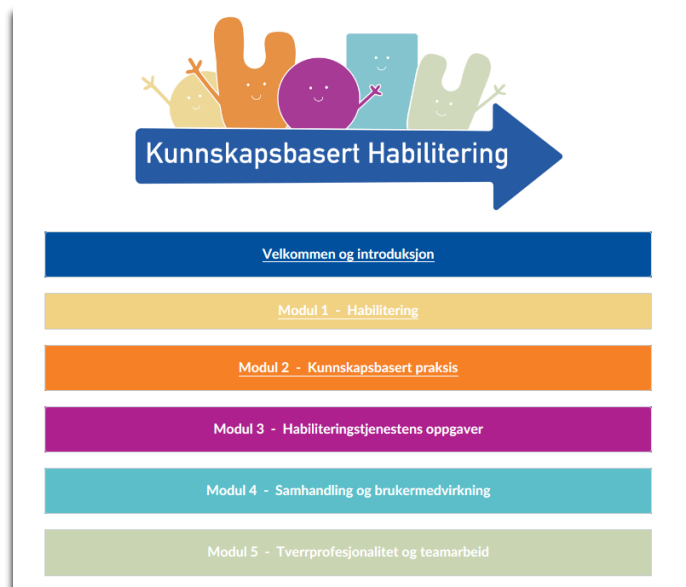 Kunnskapsbasert Habilitering
Velkommen og introduksjon
Modul 1 - Habilitering
Modul 2 - Kunnskapsbasert praksis
Modul 3 - Habiliteringstjenestens oppgaver
Modul 4 - Samhandling og brukermedvirkning
Modul 5 - Tverrprofesjonalitet og teamarbeid